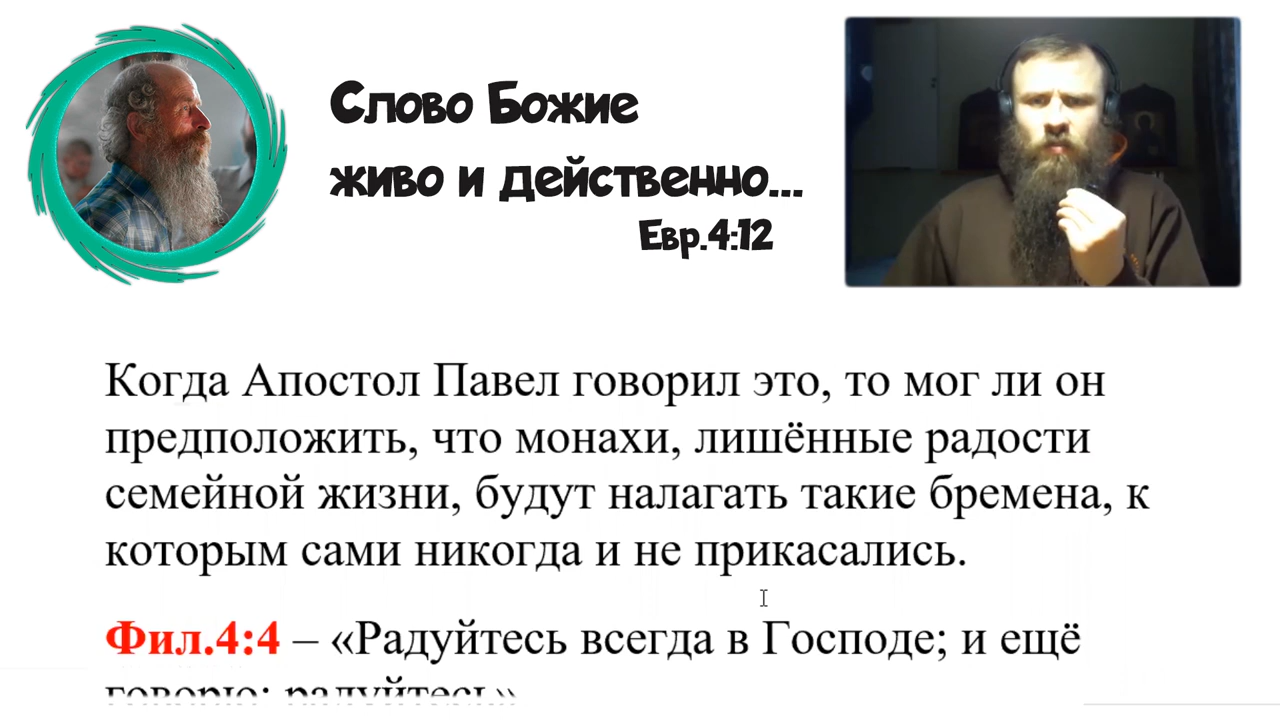 Слово Божие
живо и действенно...
Евр.4:12
Когда Апостол Павел говорил это, то мог ли он
предположить, что монахи, лишённые радости
семейной жизни, будут налагать такие бремена, к
которым сами никогда и не прикасались.
Фил.4:4 – «Радуйтесь всегда в Господе; и ещё
говорю: радуйтесь»